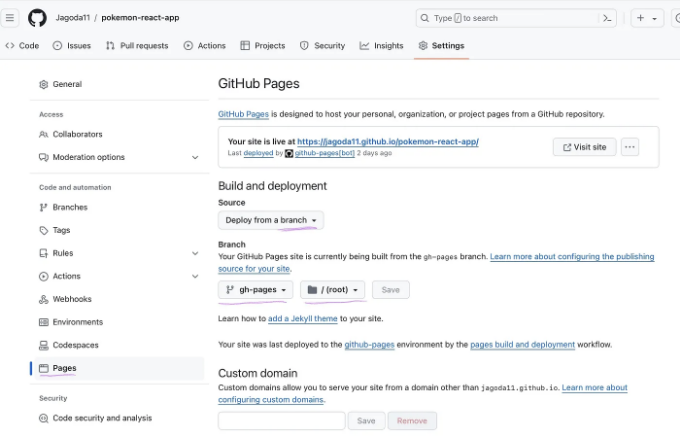 Jagoda11 / pokemon-react-app
Type / to search
Code Issues Pull requests Actions Projects Security Insights Settings
General
Access
Collaborators
Moderation options
Code and automation
Branches
Tags
Rules
Actions
Webhooks
Environments
Codespaces
Pages
Security
Code security and analysis
GitHub Pages
GitHub Pages is designed to host your personal, organization, or project pages from a GitHub repository.
Your site is live at https://jagoda11.github.io/pokemon-react-app/
Last deployed by github-pages[bot] 2 days ago
Visit site
Build and deployment
Source
Deploy from a branch
Branch
Your GitHub Pages site is currently being built from the gh-pages branch. Learn more about configuring the publishing
source for your site.
gh-pages / (root) Save
Learn how to add a Jekyll theme to your site.
Your site was last deployed to the github-pages environment by the pages build and deployment workflow.
Custom domain
Custom domains allow you to serve your site from a domain other than jagoda11.github.io. Learn more about
configuring custom domains.
Save Remove